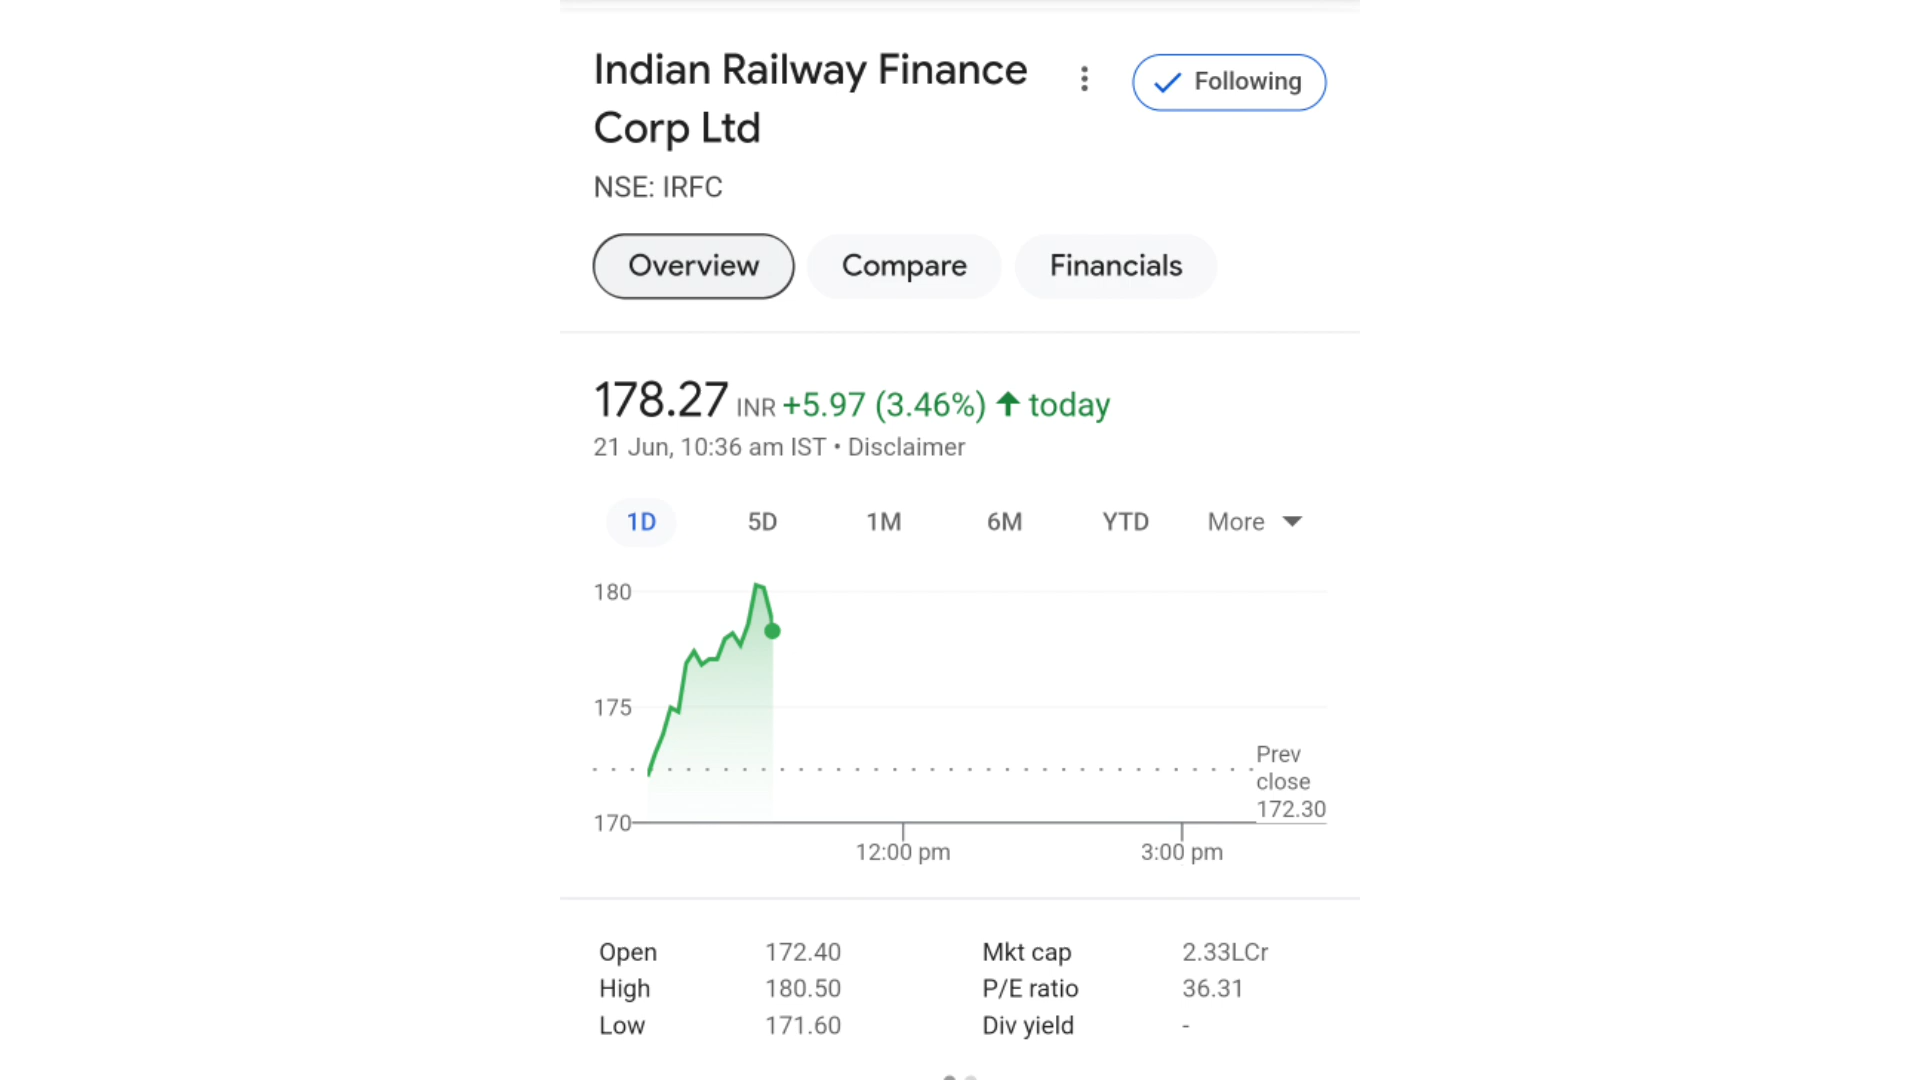 Indian Railway Finance
Corp Ltd
Following
NSE: IRFC
Overview
Compare
Financials
178.27 INR +5.97 (3.46%) ↑ today
21 Jun, 10:36 am IST • Disclaimer
1D 5D 1M 6M YTD More
180
175
170
Prev
close
172.30
12:00 pm
3:00 pm
Open 172.40 Mkt cap 2.33LCr
High 180.50 P/E ratio 36.31
Low 171.60 Div yield -